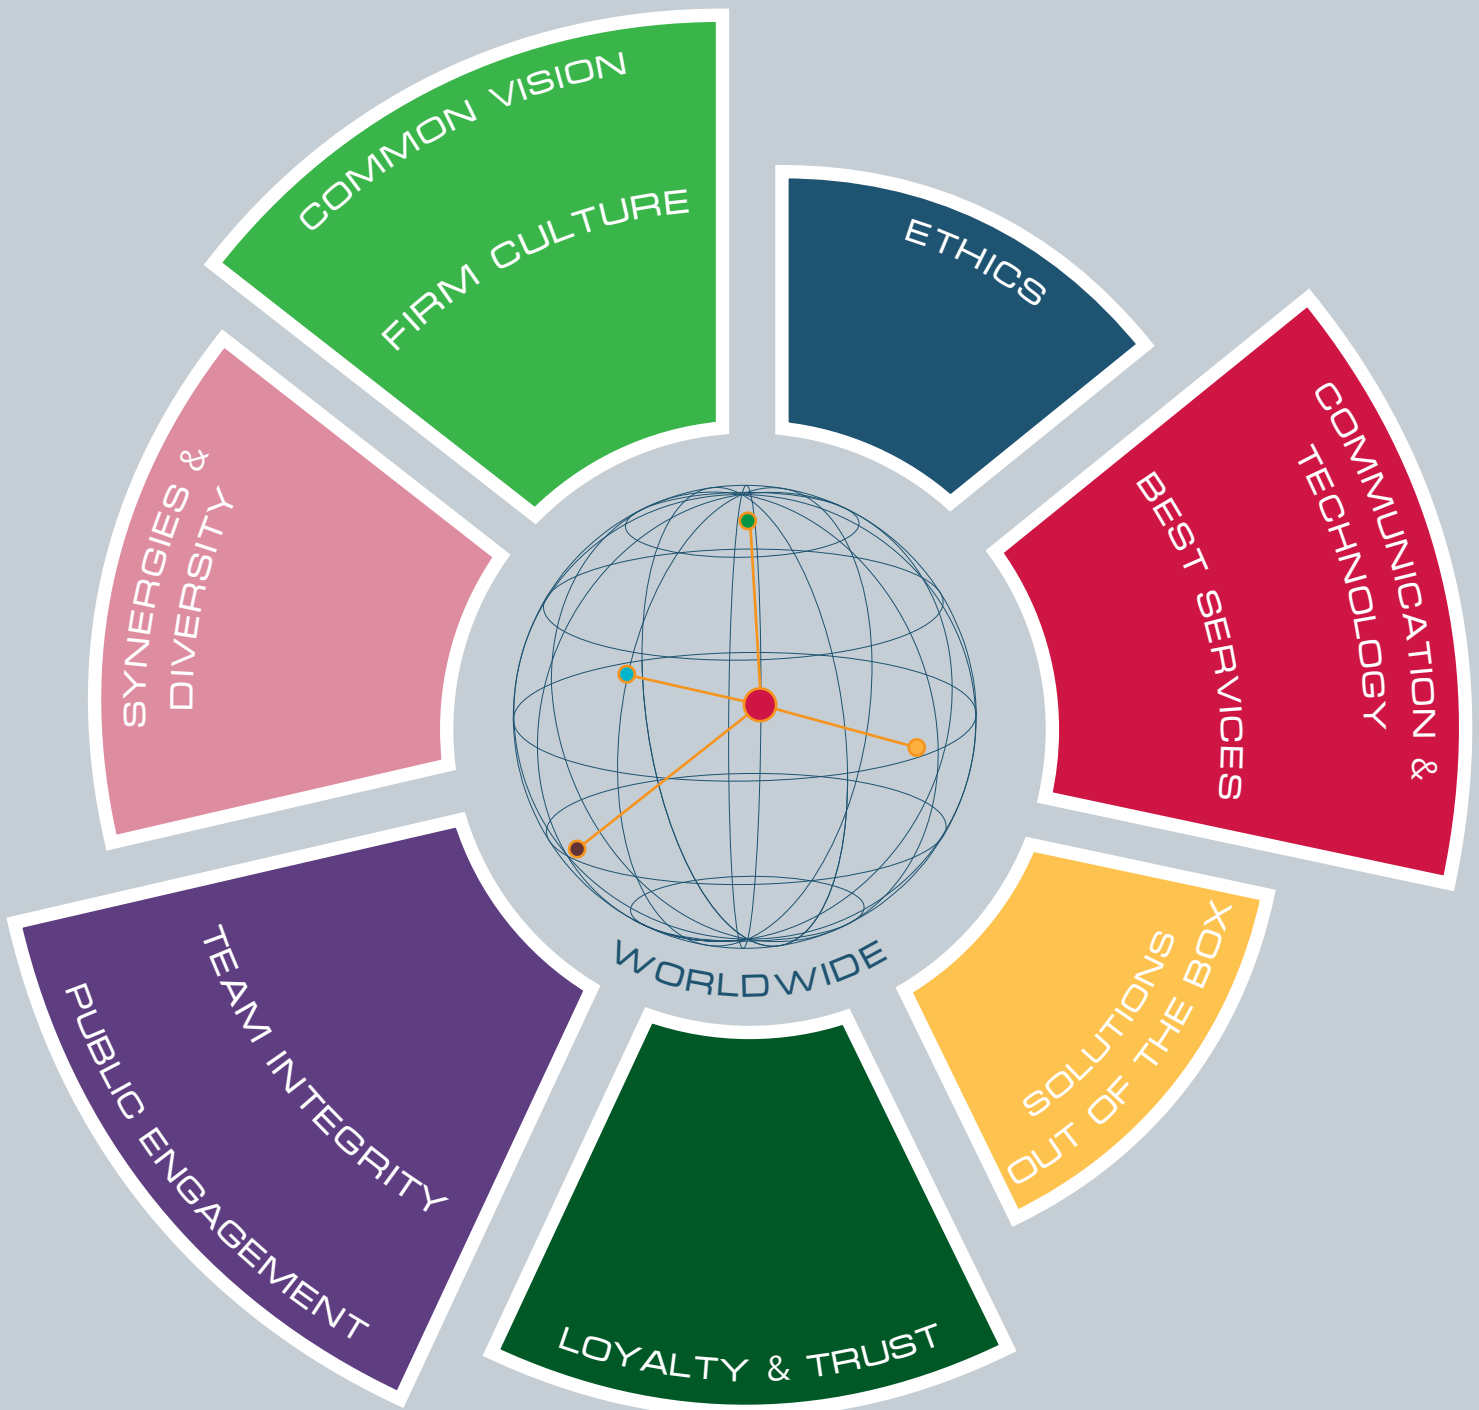 COMMON VISION
FIRM CULTURE
ETHICS
COMMUNICATION &
TECHNOLOGY
BEST SERVICES
SOLUTIONS
OUT OF THE BOX
LOYALTY & TRUST
TEAM INTEGRITY
PUBLIC ENGAGEMENT
SYNERGIES &
DIVERSITY
WORLDWIDE